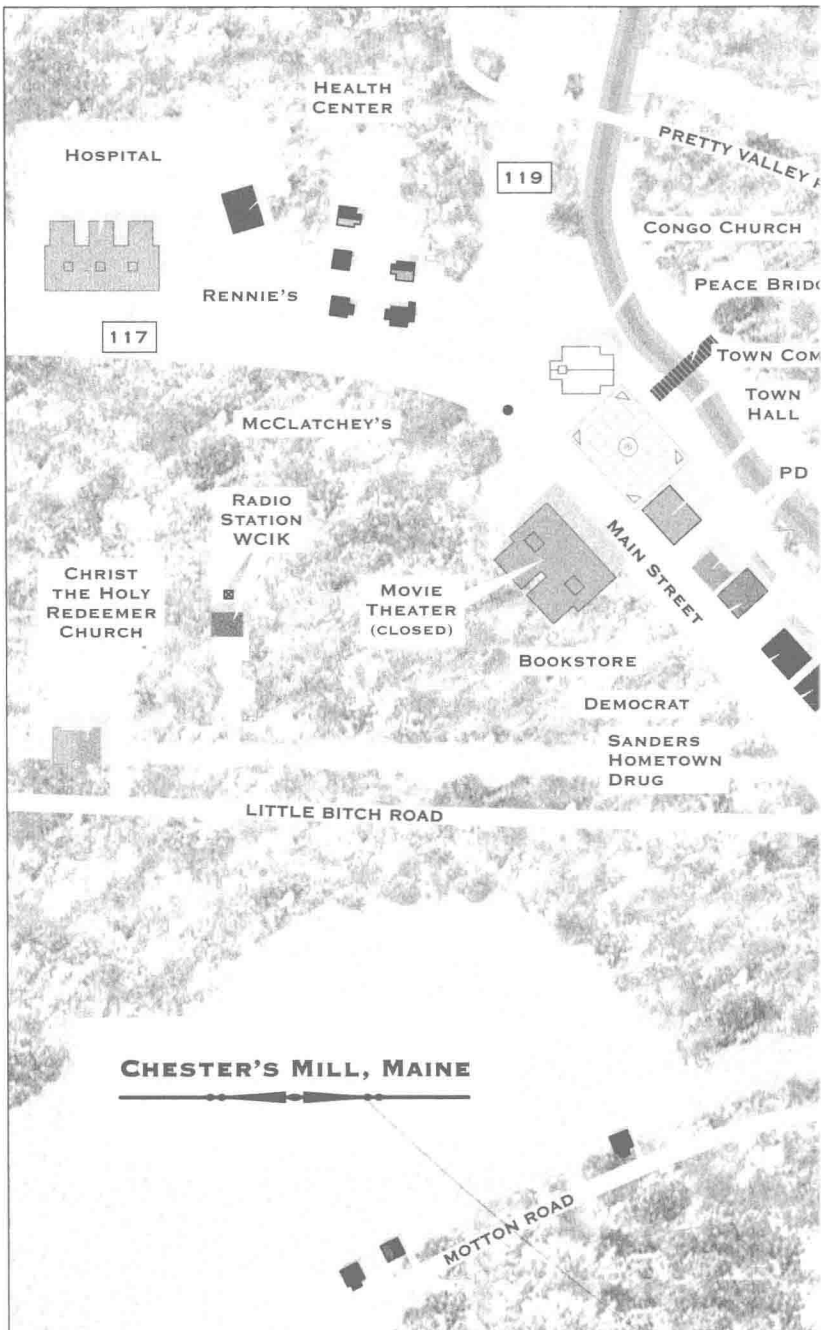 HEALTH
CENTER
HOSPITAL
119
PRETTY VALLEY
CONGO CHURCH
PEACE BRIDG
RENNIE'S
117
TOWN COM
TOWN
HALL
MCCLATCHEY'S
PD
RADIO
STATION
WCIK
MAIN STREET
CHRIST
THE HOLY
REDEEMER
CHURCH
MOVIE
THEATER
(CLOSED)
BOOKSTORE
DEMOCRAT
SANDERS
HOMETOWN
DRUG
LITTLE BITCH ROAD
CHESTER'S MILL, MAINE
MOTTON ROAD